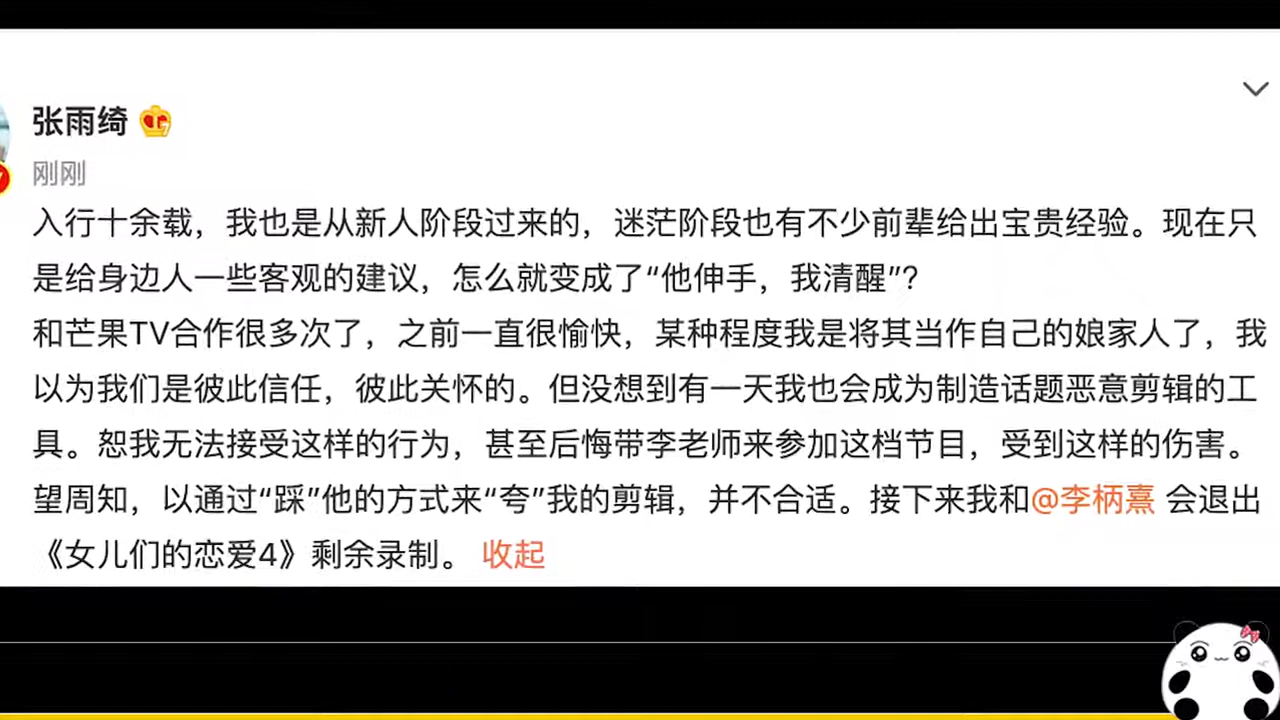 张雨绮
刚刚
入行十余载，我也是从新人阶段过来的，迷茫阶段也有不少前辈给出宝贵经验。现在只
是给身边人一些客观的建议，怎么就变成了“他伸手，我清醒”？
和芒果TV合作很多次了，之前一直很愉快，某种程度我是将其当作自己的娘家人了，我
以为我们是彼此信任，彼此关怀的。但没想到有一天我也会成为制造话题恶意剪辑的工
具。恕我无法接受这样的行为，甚至后悔带李老师来参加这档节目，受到这样的伤害。
望周知，以通过“踩”他的方式来“夸”我的剪辑，并不合适。接下来我和@李柄熹 会退出
《女儿们的恋爱4》剩余录制。 收起